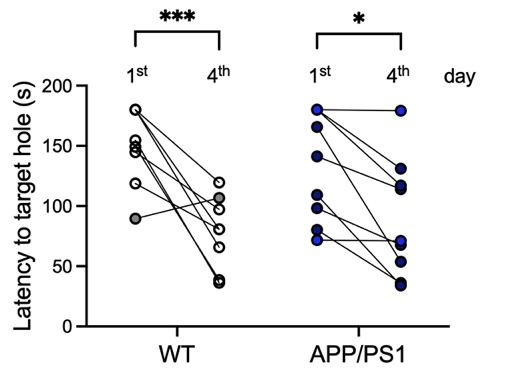 *** *
1st 4th 1st 4th day
Latency to target hole (s)
200
150
100
50
0
WT APP/PS1